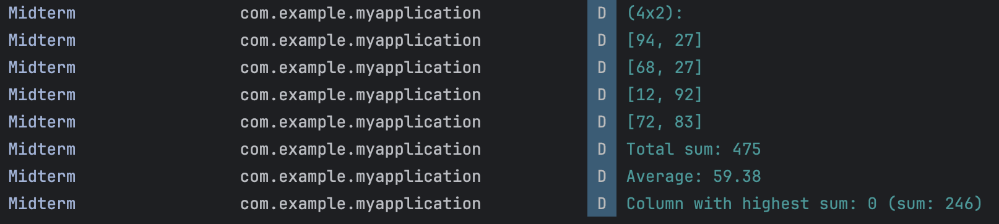 Midterm com.example.myapplication D (4x2):
Midterm com.example.myapplication D [94, 27]
Midterm com.example.myapplication D [68, 27]
Midterm com.example.myapplication D [12, 92]
Midterm com.example.myapplication D [72, 83]
Midterm com.example.myapplication D Total sum: 475
Midterm com.example.myapplication D Average: 59.38
Midterm com.example.myapplication D Column with highest sum: 0 (sum: 246)